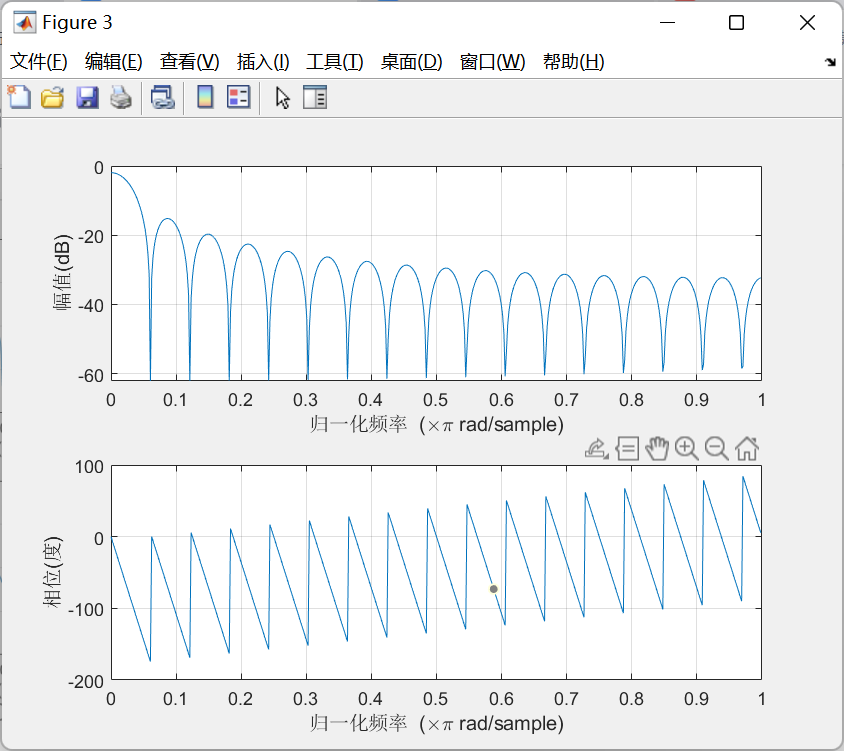 Figure 3
文件(F) 编辑(E) 查看(V) 插入(I) 工具(T) 桌面(D) 窗口(W) 帮助(H)
0
-20
-40
-60
幅值(dB)
0 0.1 0.2 0.3 0.4 0.5 0.6 0.7 0.8 0.9 1
归一化频率 (×π rad/sample)
100
0
-100
-200
相位(度)
0 0.1 0.2 0.3 0.4 0.5 0.6 0.7 0.8 0.9 1
归一化频率 (×π rad/sample)